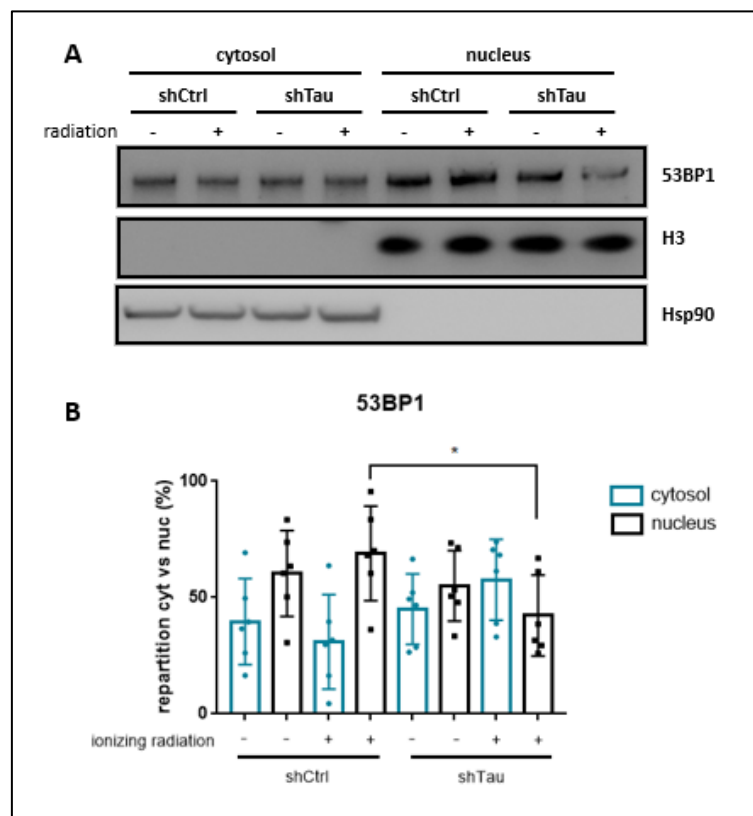 A
cytosol nucleus
shCtrl shTau shCtrl shTau
radiation - + - + - + - +
53BP1
H3
Hsp90
B
53BP1
*
100
50
0
repartition cyt vs nuc (%)
cytosol
nucleus
ionizing radiation - - + + - - + +
shCtrl shTau